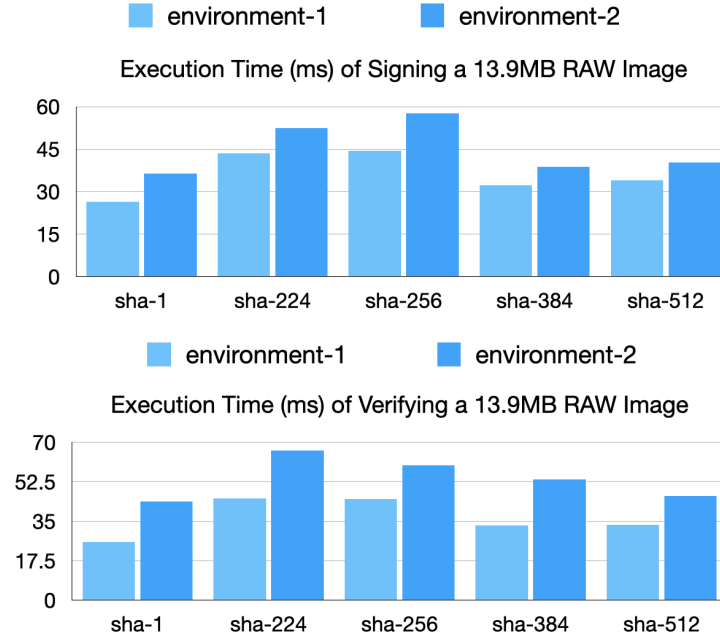 environment-1 environment-2
Execution Time (ms) of Signing a 13.9MB RAW Image
60
45
30
15
0
sha-1 sha-224 sha-256 sha-384 sha-512
environment-1 environment-2
Execution Time (ms) of Verifying a 13.9MB RAW Image
70
52.5
35
17.5
0
sha-1 sha-224 sha-256 sha-384 sha-512